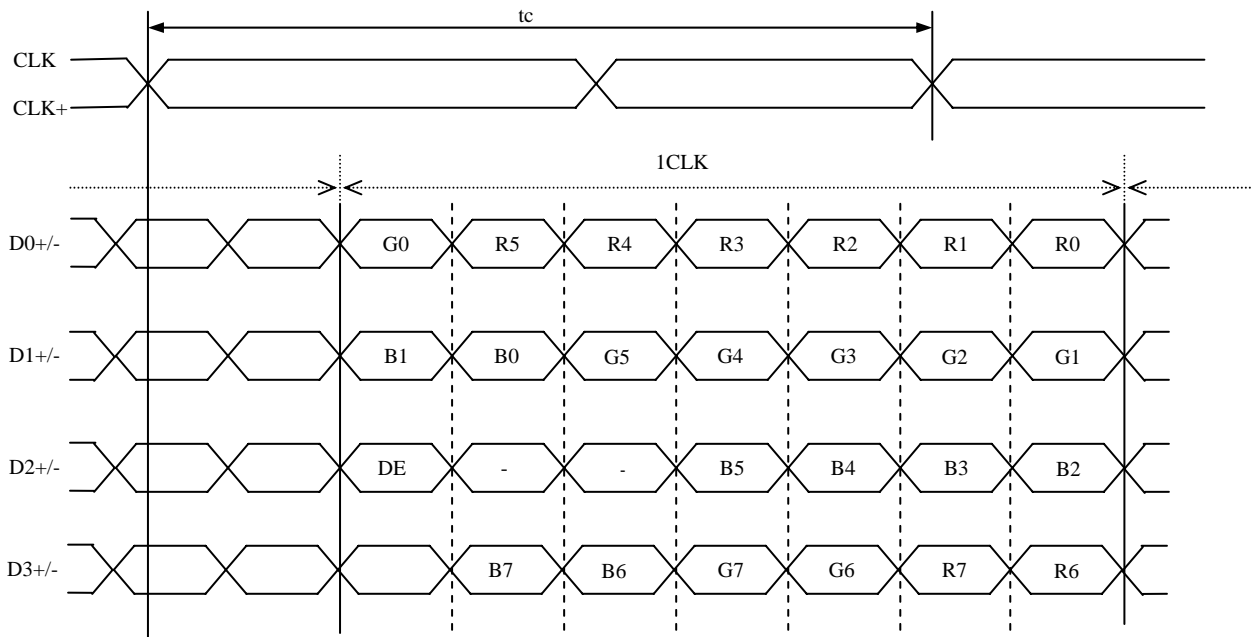 tc
CLK
CLK+
1CLK
D0+/- G0 R5 R4 R3 R2 R1 R0
D1+/- B1 B0 G5 G4 G3 G2 G1
D2+/- DE - - B5 B4 B3 B2
D3+/- B7 B6 G7 G6 R7 R6